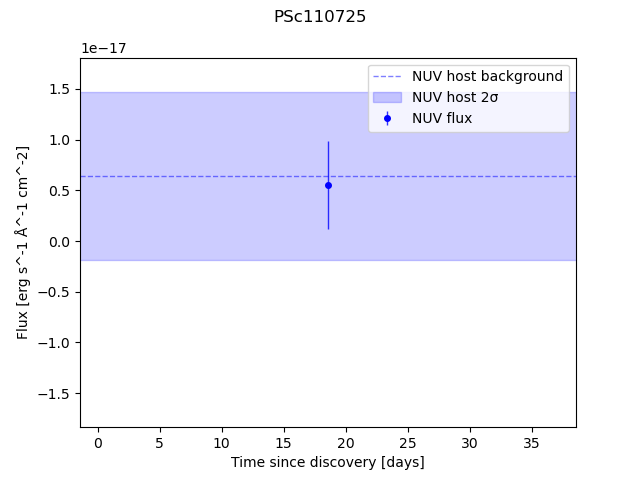 PSc110725
1e−17
NUV host background
NUV host 2σ
NUV flux
1.5
1.0
0.5
0.0
−0.5
−1.0
−1.5
Flux [erg s^-1 Å^-1 cm^-2]
0 5 10 15 20 25 30 35
Time since discovery [days]